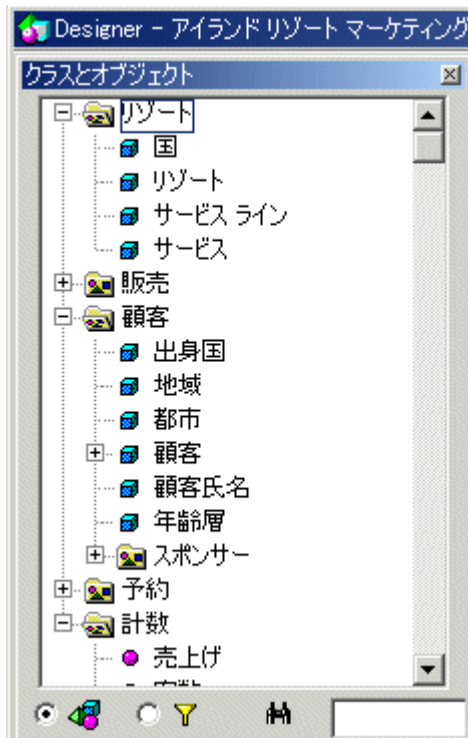 Designer - アイランド リゾート マーケティング
クラスとオブジェクト
リゾート
国
リゾート
サービス ライン
サービス
販売
顧客
出身国
地域
都市
顧客
顧客氏名
年齢層
スポンサー
予約
計数
売上げ